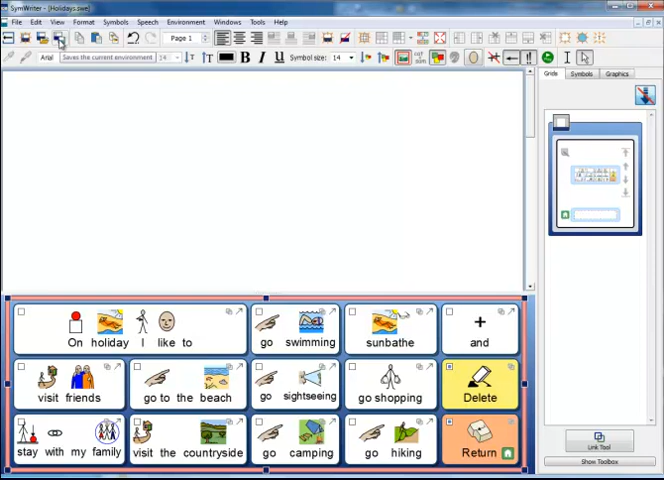 SymWriter - [Holidays.swe]
File Edit View Format Symbols Speech Environment Windows Tools Help
Page 1
Arial Saves the current environment 14 B I U Symbol size: 14
Grids Symbols Graphics
On holiday I like to
go swimming
sunbathe
+
and
visit friends
go to the beach
go sightseeing
go shopping
Delete
stay with my family
visit the countryside
go camping
go hiking
Return
Link Tool
Show Toolbox